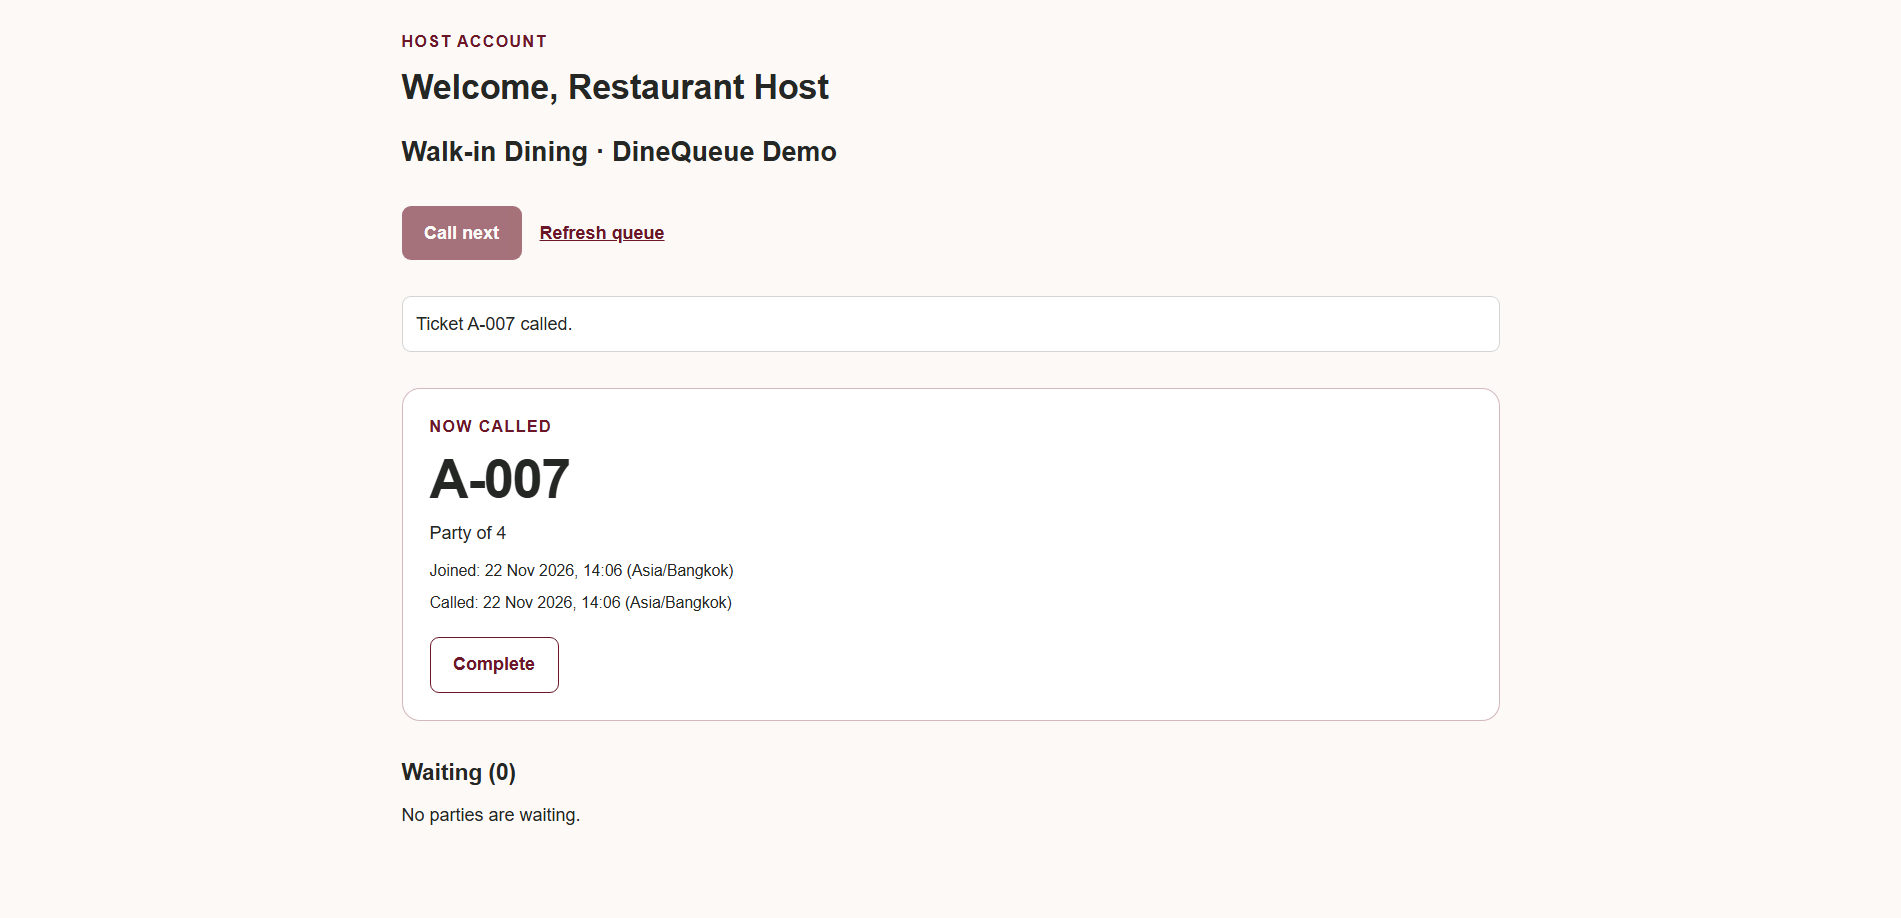 HOST ACCOUNT
Welcome, Restaurant Host
Walk-in Dining · DineQueue Demo
Call next
Refresh queue
Ticket A-007 called.
NOW CALLED
A-007
Party of 4
Joined: 22 Nov 2026, 14:06 (Asia/Bangkok)
Called: 22 Nov 2026, 14:06 (Asia/Bangkok)
Complete
Waiting (0)
No parties are waiting.